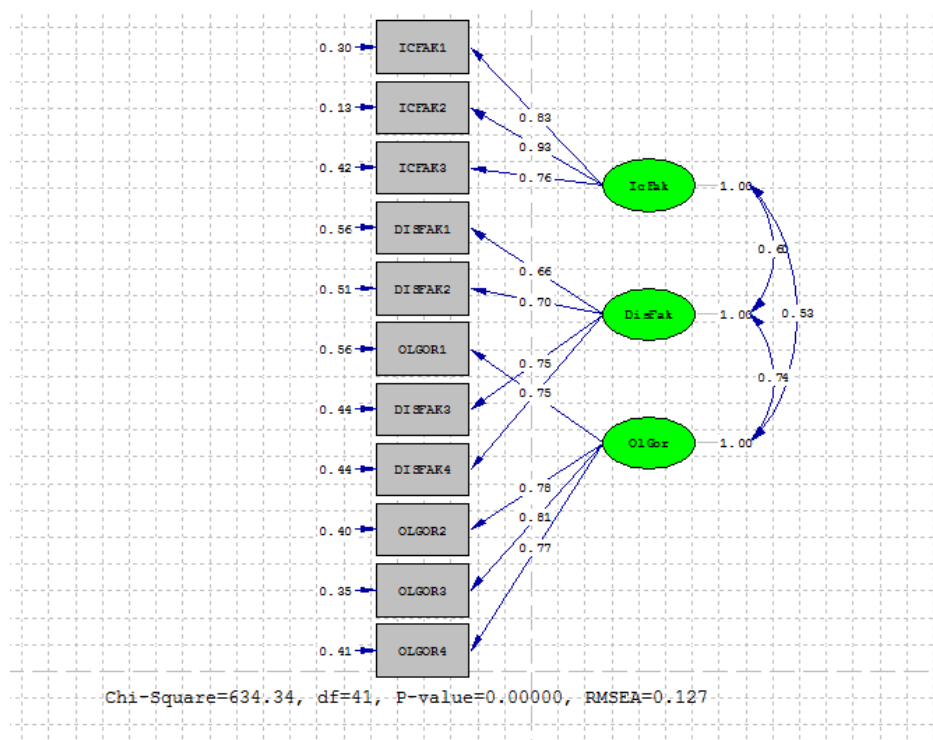 0.30 ICFAK1
0.13 ICFAK2
0.83
0.93
0.42 ICFAK3
0.76
IcFak 1.00
0.56 DISFAK1
0.60
0.66
0.51 DISFAK2
0.70
DisFak 1.00
0.53
0.56 OLGOR1
0.75
0.74
0.75
0.44 DISFAK3
OlGor 1.00
0.44 DISFAK4
0.78
0.81
0.40 OLGOR2
0.77
0.35 OLGOR3
0.41 OLGOR4
Chi-Square=634.34, df=41, P-value=0.00000, RMSEA=0.127